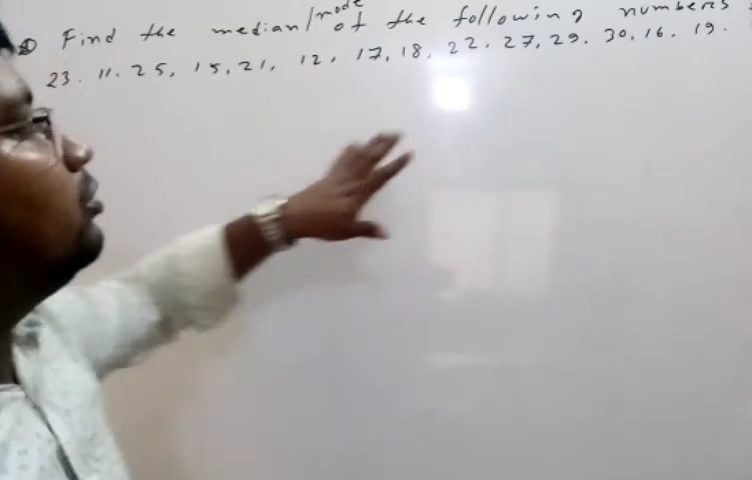 Find the median/mode of the following numbers
23. 11. 25, 15, 21, 12, 17, 18, 22. 27, 29. 30, 16. 19.